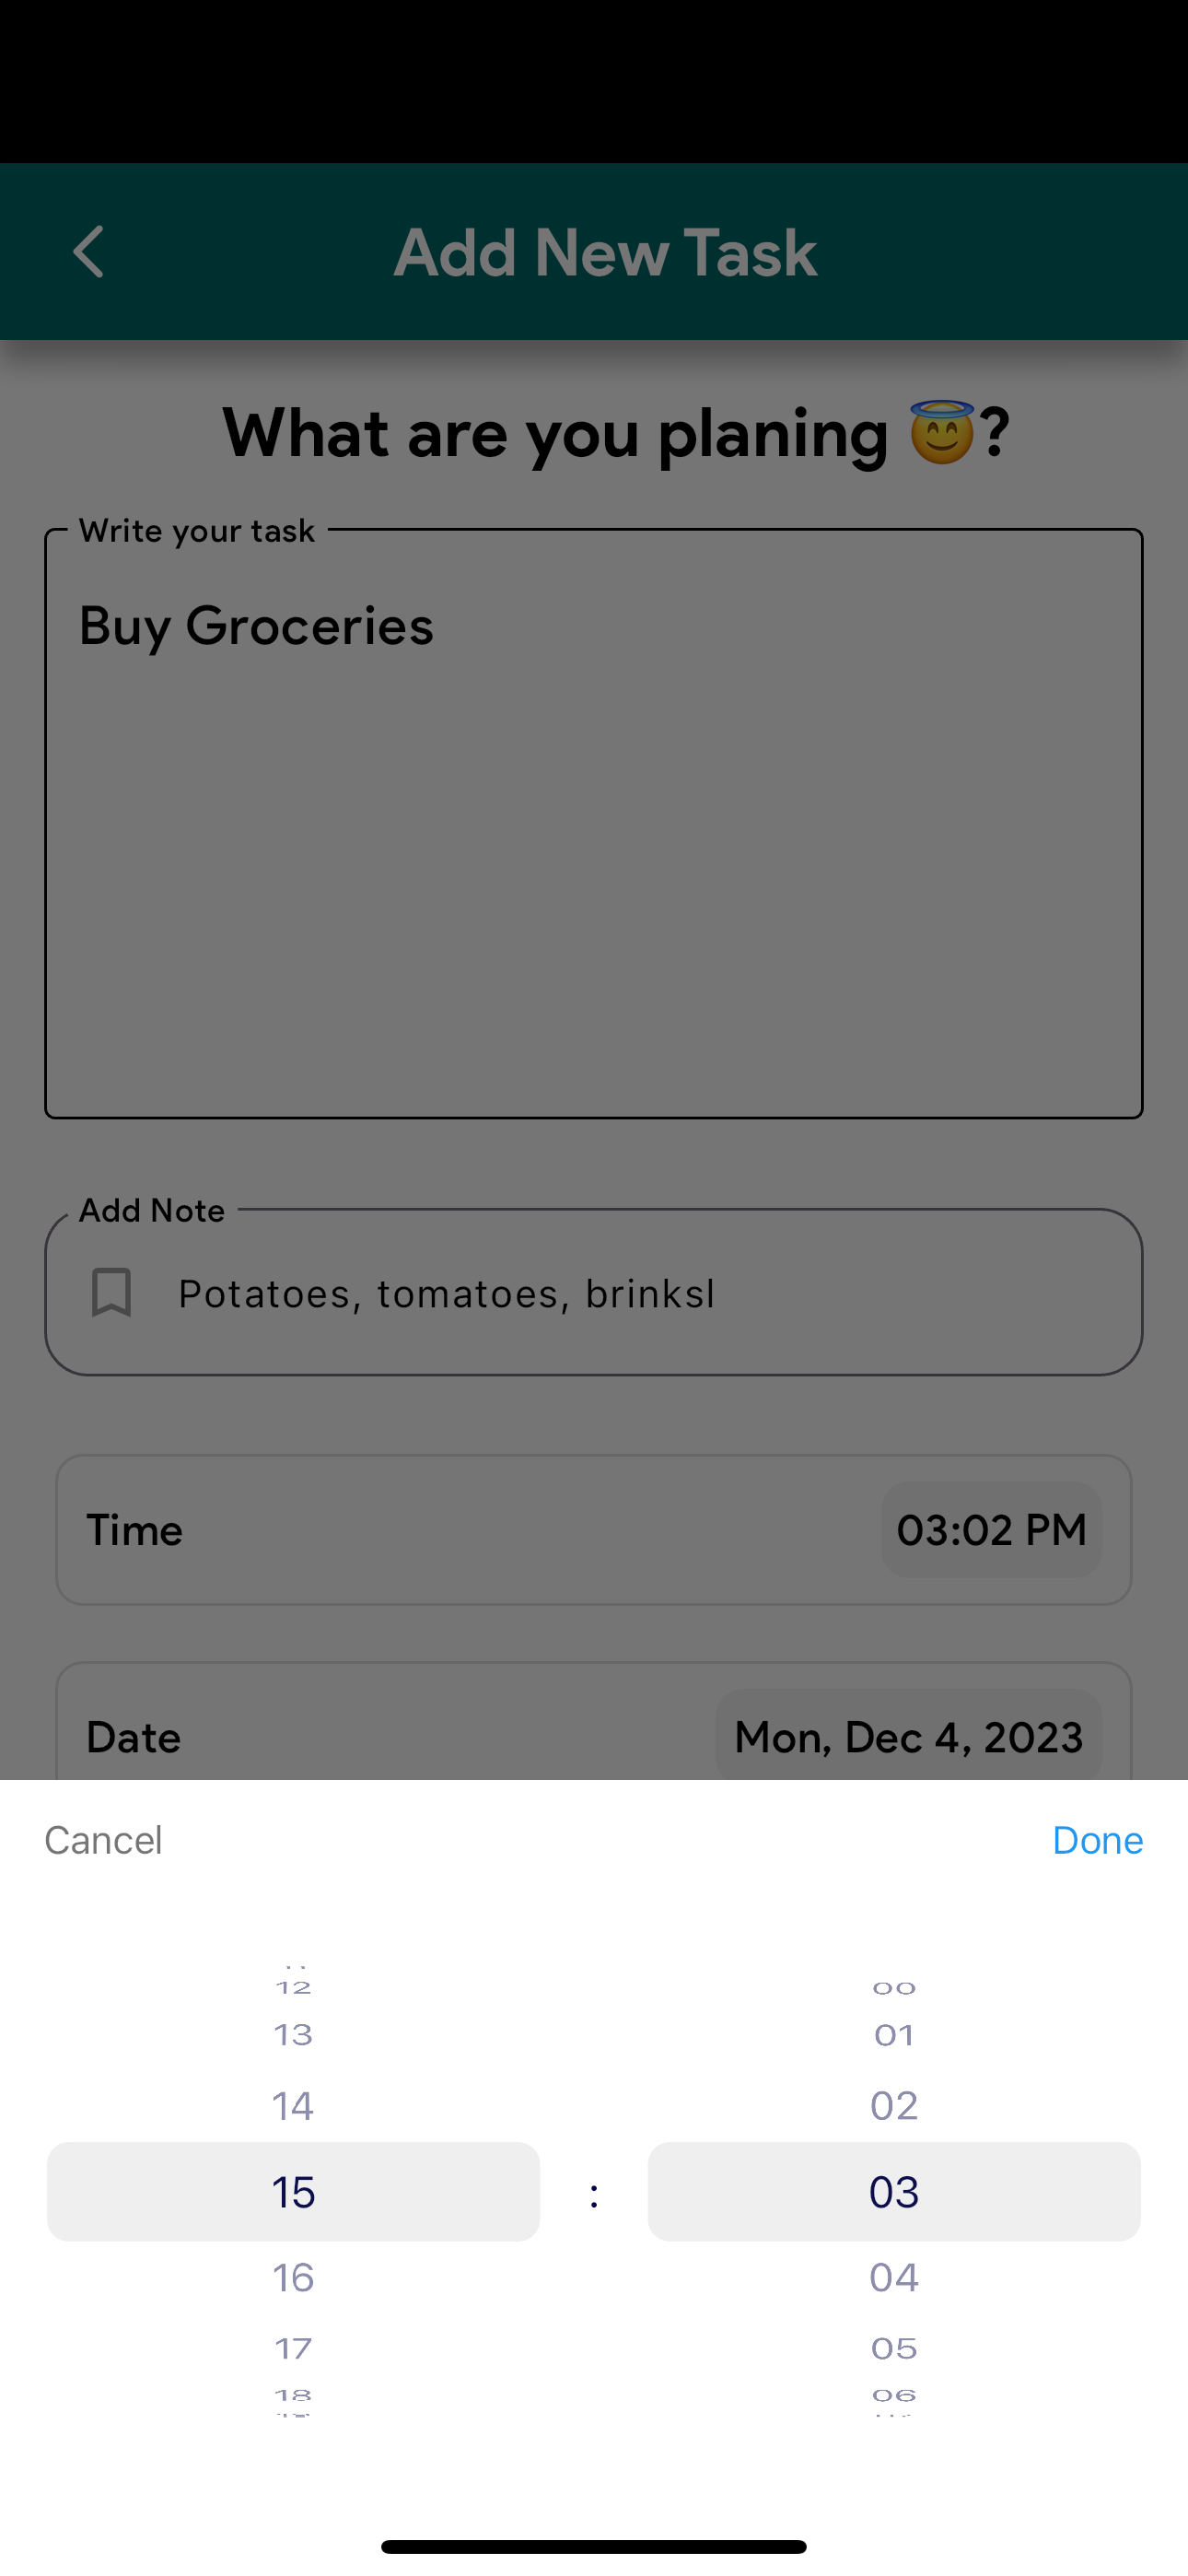 Add New Task
What are you planing 😇?
Write your task
Buy Groceries
Add Note
Potatoes, tomatoes, brinksl
Time 03:02 PM
Date Mon, Dec 4, 2023
Cancel Done
12 00
13 01
14 02
15 : 03
16 04
17 05
18 06